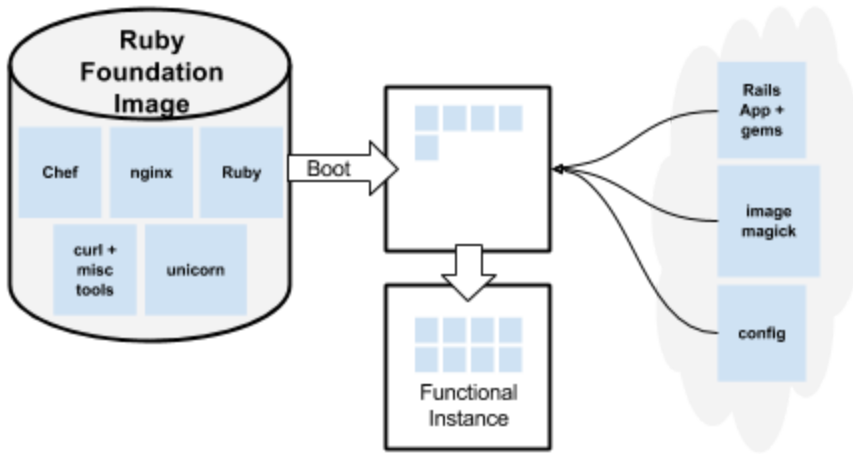 Ruby
Foundation
Image
Chef
nginx
Ruby
curl +
misc
tools
unicorn
Boot
Functional
Instance
Rails
App +
gems
image
magick
config